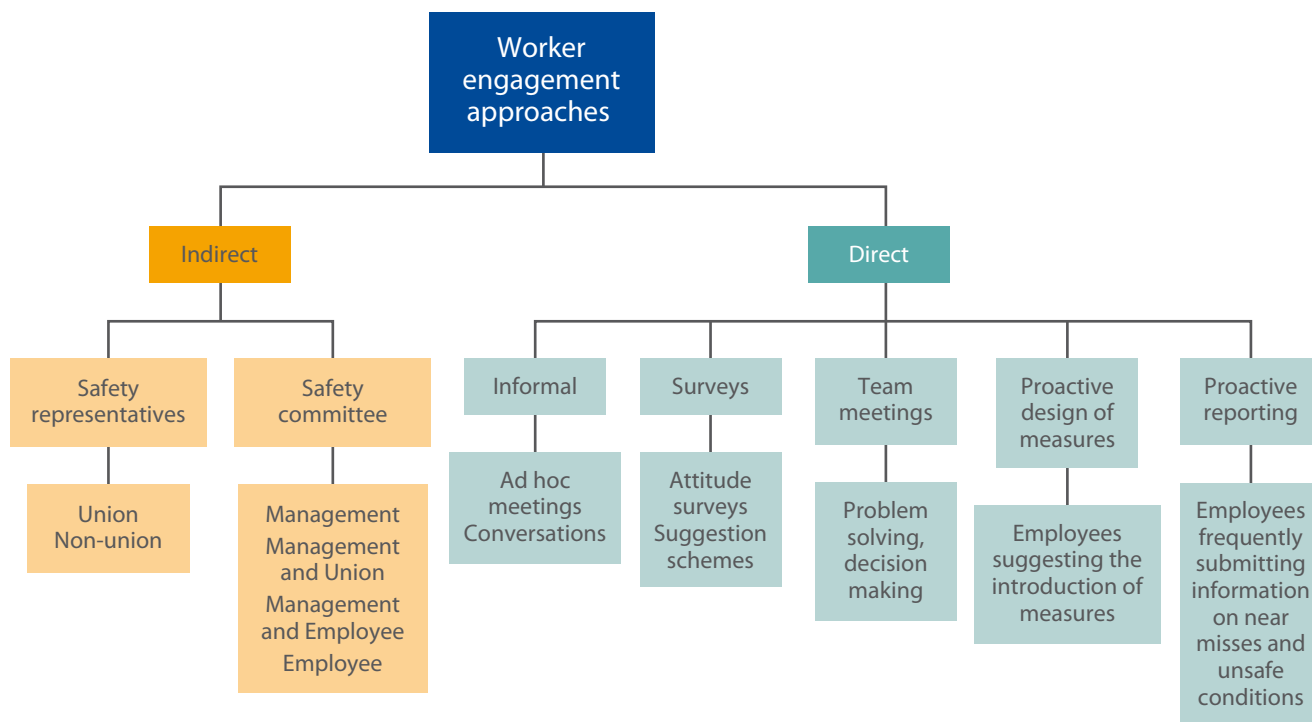 Worker
engagement
approaches
Indirect
Direct
Safety
representatives
Safety
committee
Informal
Surveys
Team
meetings
Proactive
design of
measures
Proactive
reporting
Union
Non-union
Management
Management
and Union
Management
and Employee
Employee
Ad hoc
meetings
Conversations
Attitude
surveys
Suggestion
schemes
Problem
solving,
decision
making
Employees
suggesting the
introduction of
measures
Employees
frequently
submitting
information
on near
misses and
unsafe
conditions